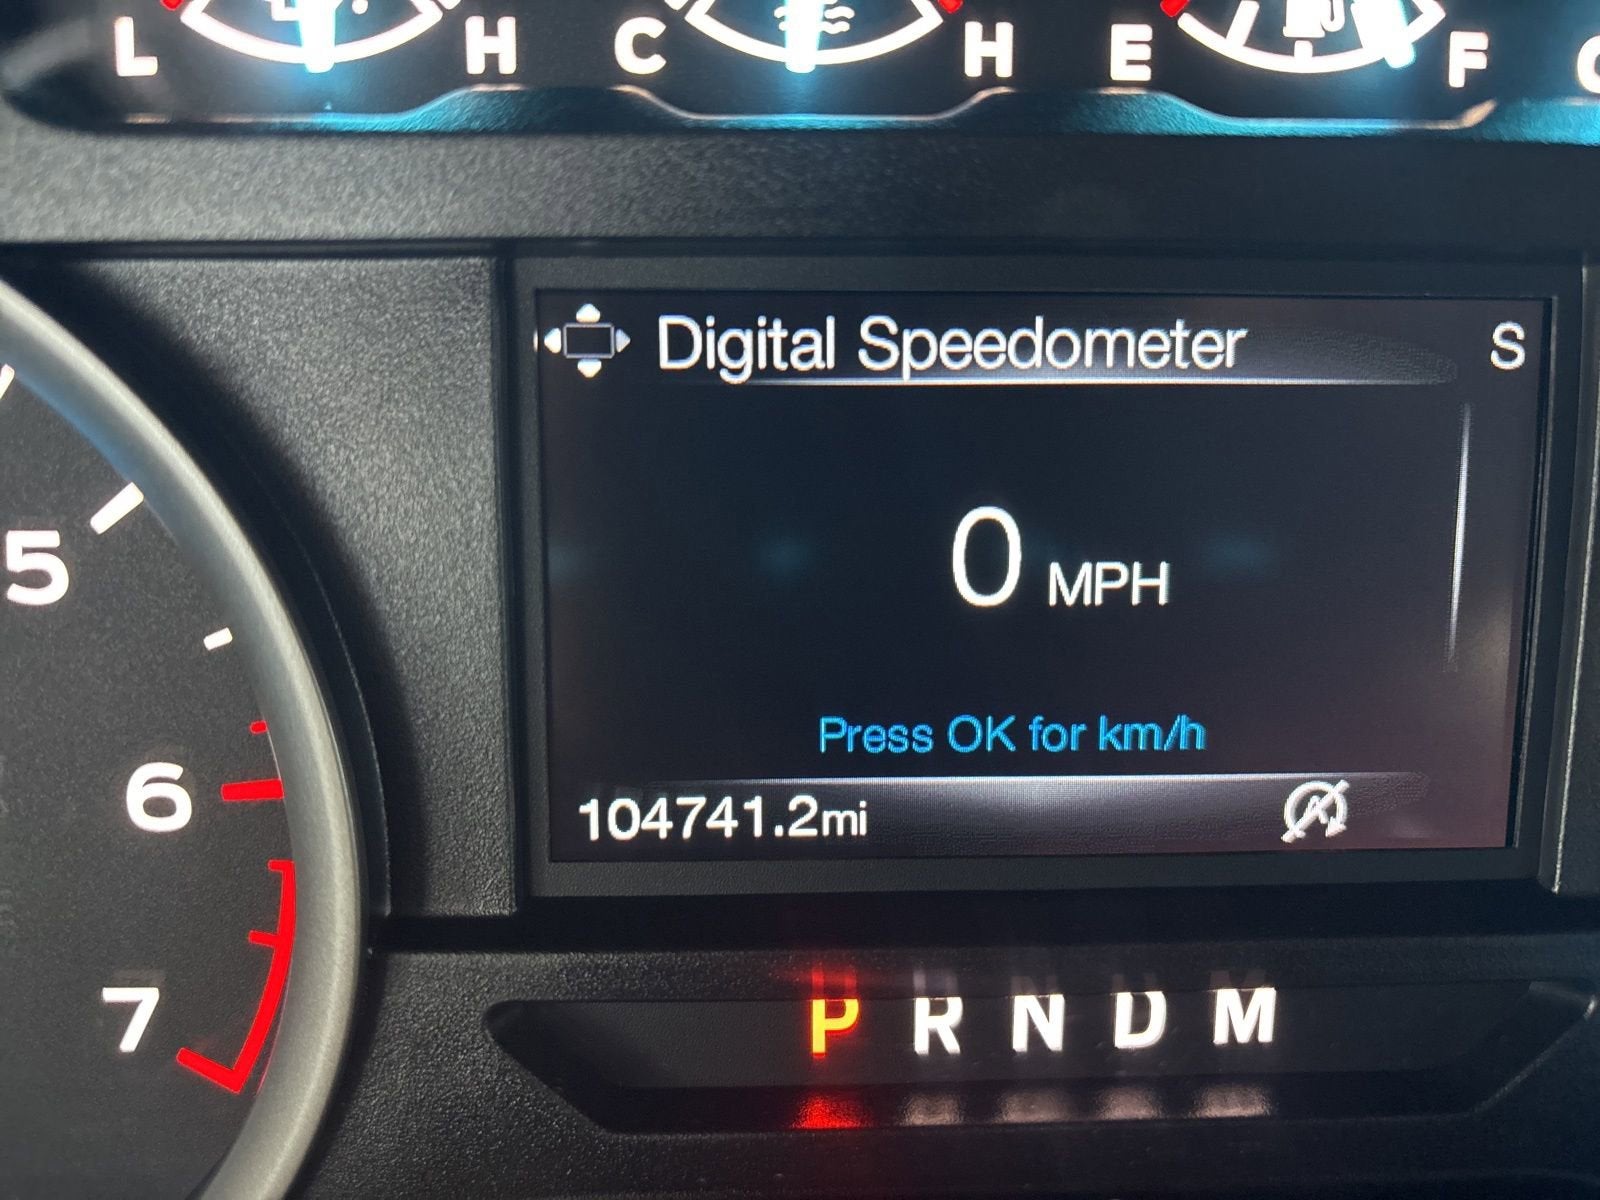 L H C H E F
Digital Speedometer S
5
0 MPH
Press OK for km/h
6
104741.2mi
7
P R N D M